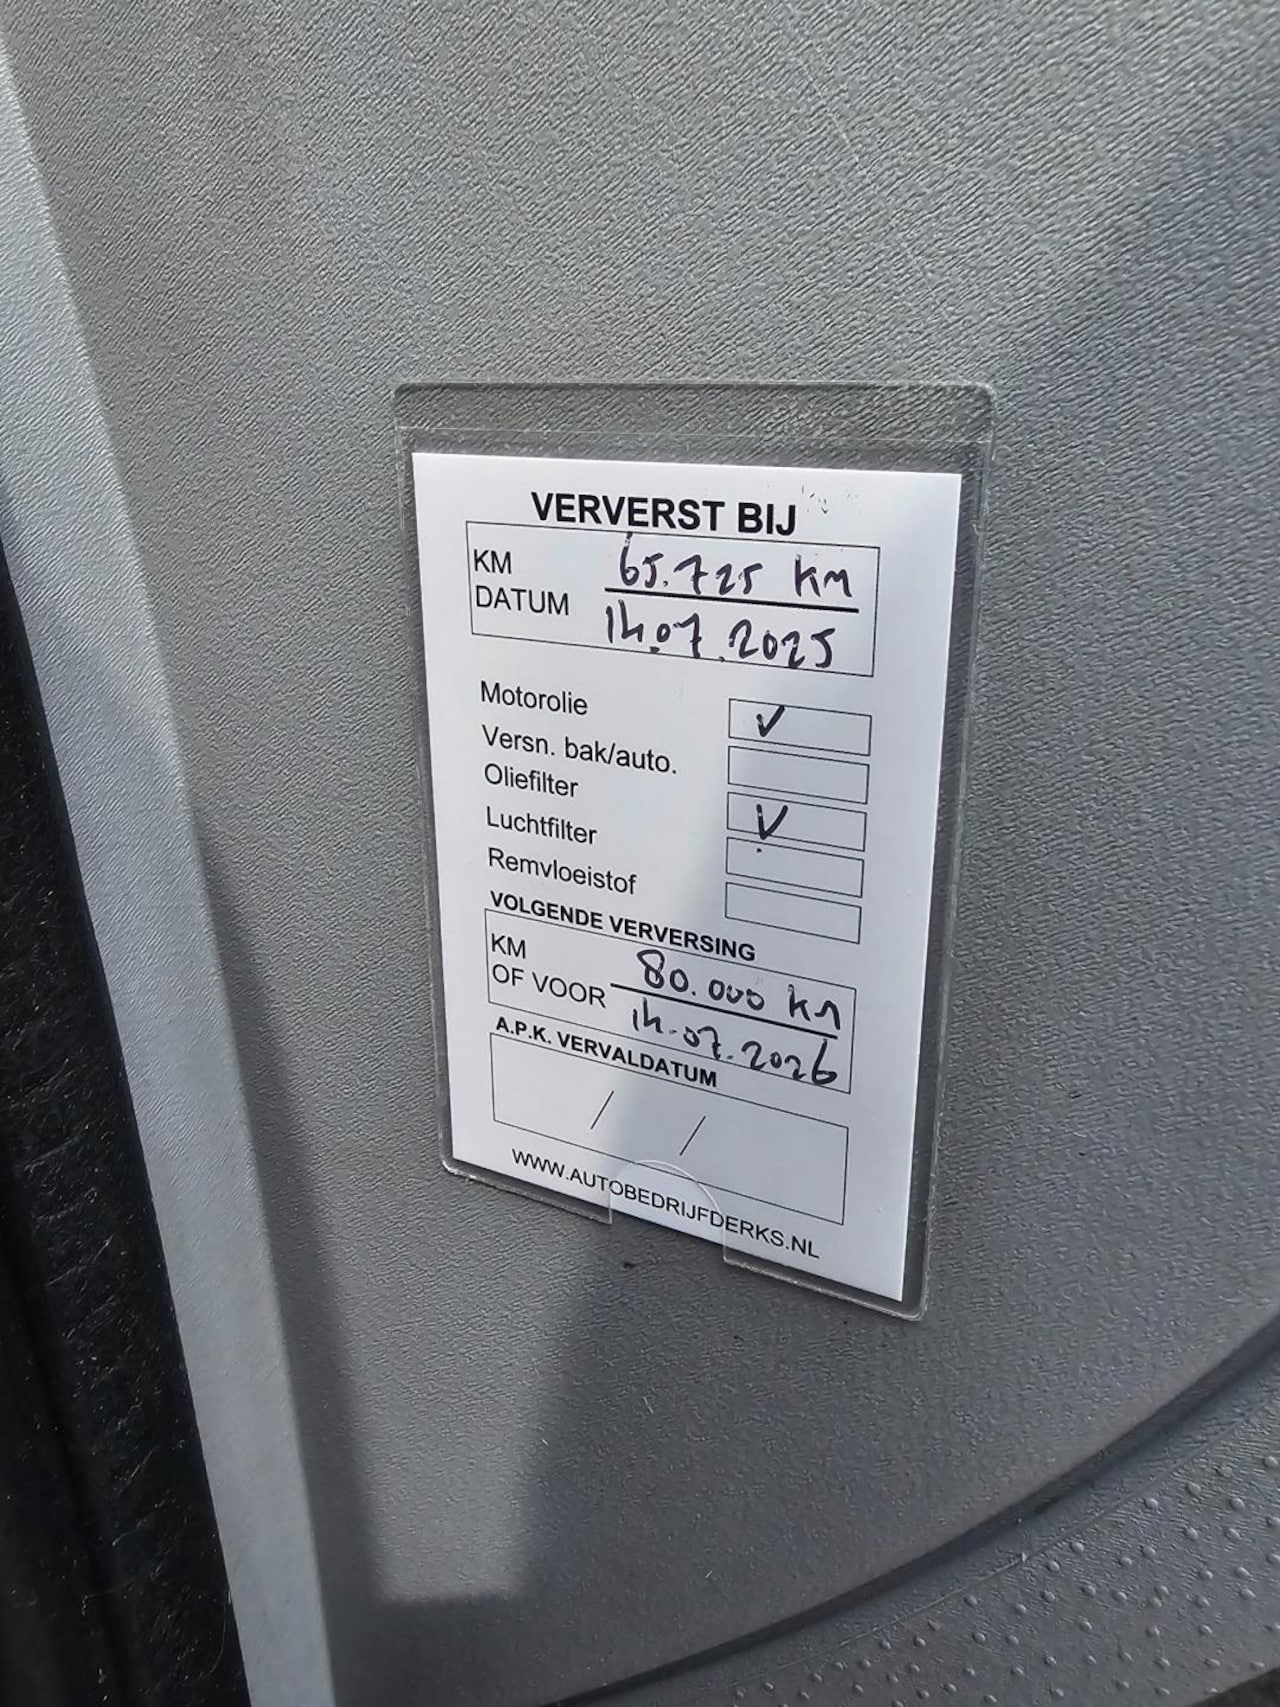 VERVERST BIJ
KM 65.725 km
DATUM 14.07.2025
Motorolie ✓
Versn. bak/auto.
Oliefilter ✓
Luchtfilter
Remvloeistof
VOLGENDE VERVERSING
KM 80.000 km
OF VOOR 14.07.2026
A.P.K. VERVALDATUM
/ /
WWW.AUTOBEDRIJFDERKS.NL